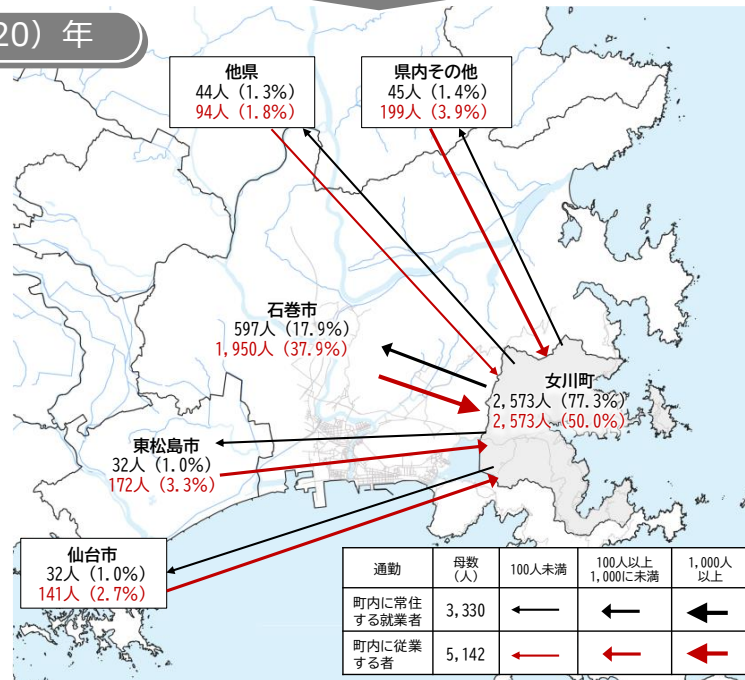 20）年
他県
44人（1.3%）
94人（1.8%）
県内その他
45人（1.4%）
199人（3.9%）
石巻市
597人（17.9%）
1,950人（37.9%）
女川町
2,573人（77.3%）
2,573人（50.0%）
東松島市
32人（1.0%）
172人（3.3%）
仙台市
32人（1.0%）
141人（2.7%）
通勤
母数
（人）
100人未満
100人以上
1,000に未満
1,000人
以上
町内に常住
する就業者
3,330
町内に従業
する者
5,142